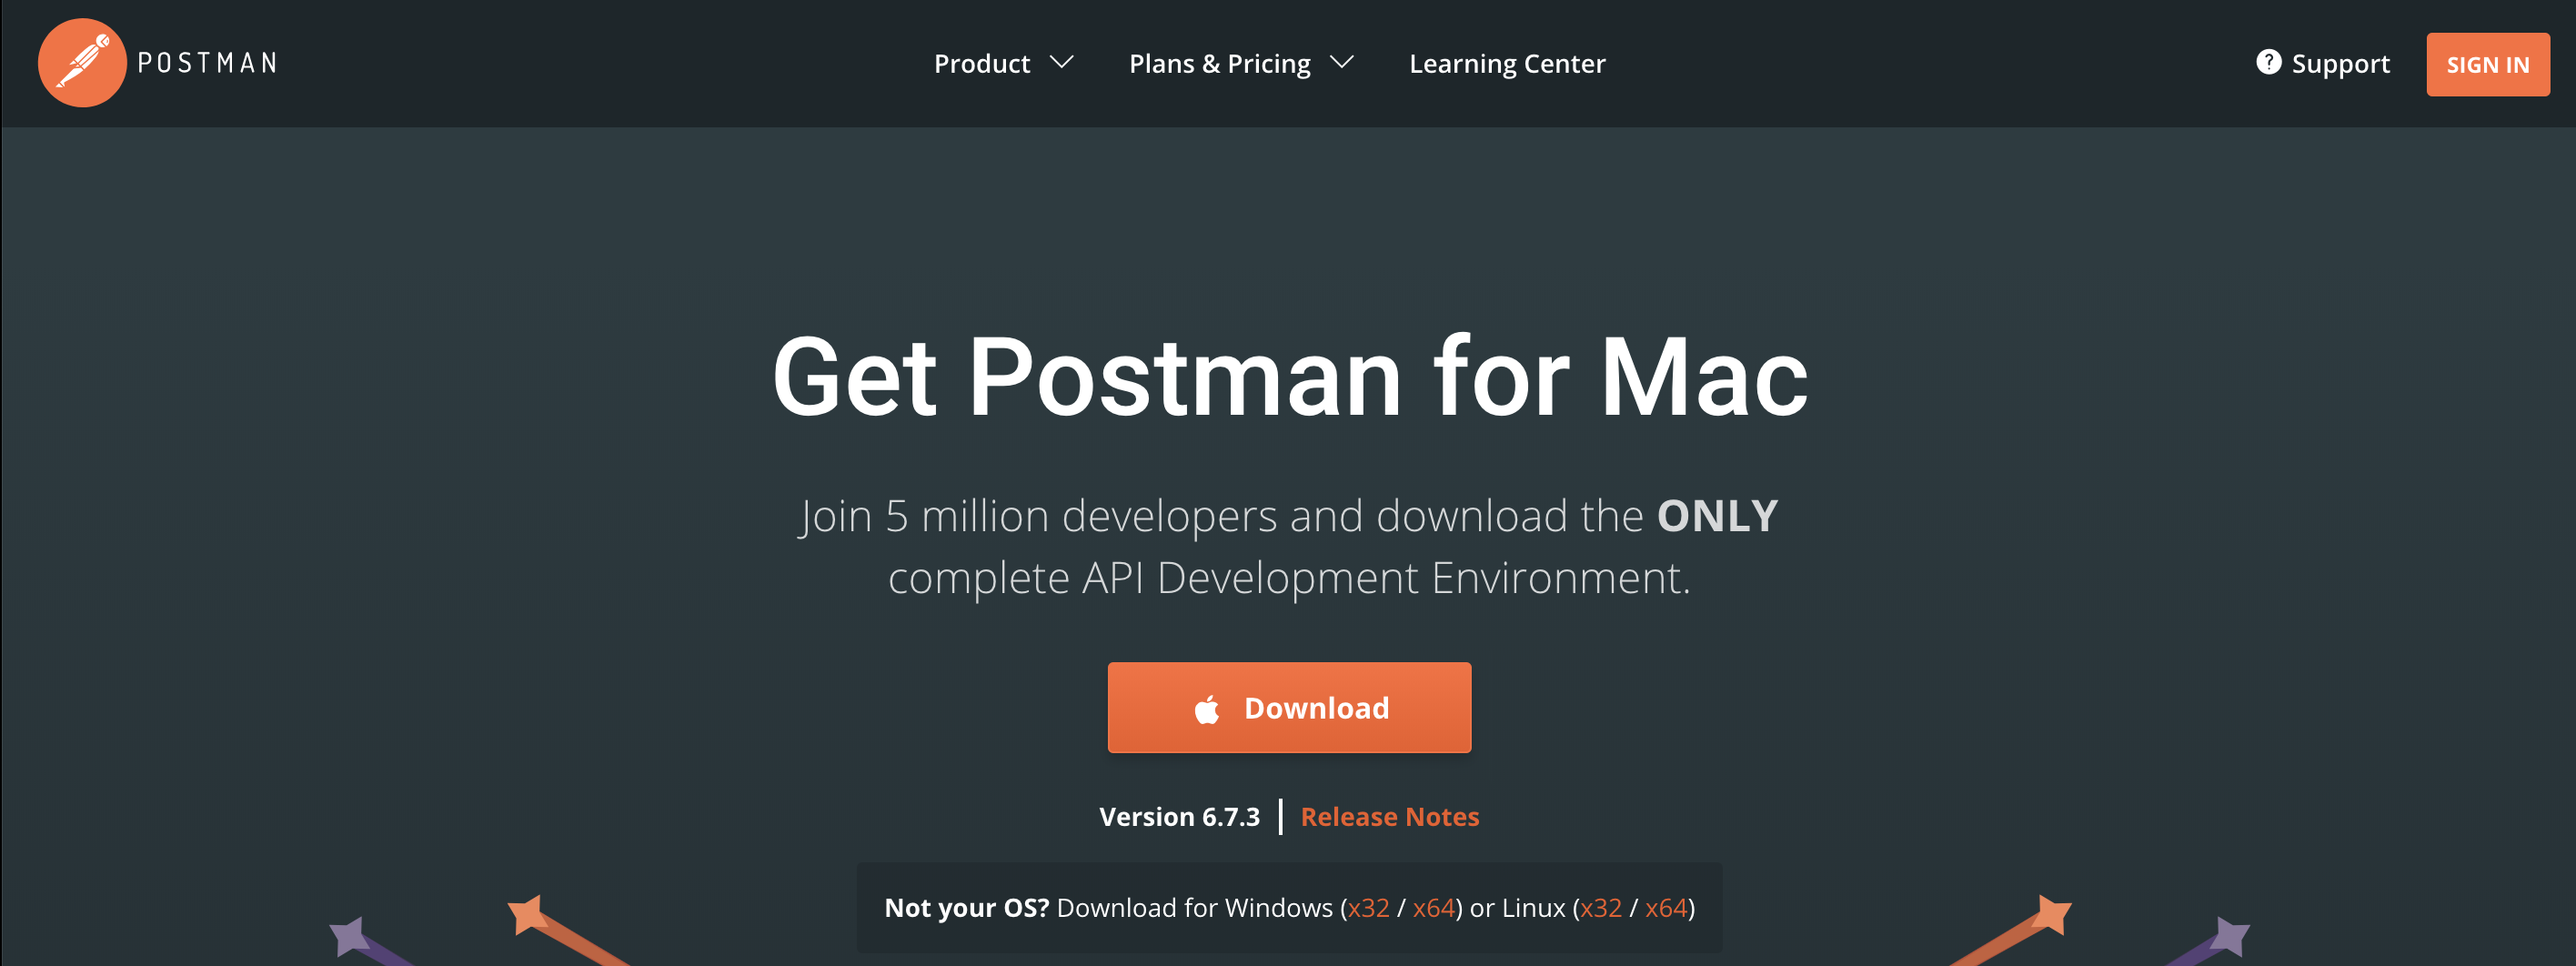 POSTMAN
Product
Plans & Pricing
Learning Center
Support
SIGN IN
Get Postman for Mac
Join 5 million developers and download the ONLY
complete API Development Environment.
Download
Version 6.7.3 | Release Notes
Not your OS? Download for Windows (x32 / x64) or Linux (x32 / x64)